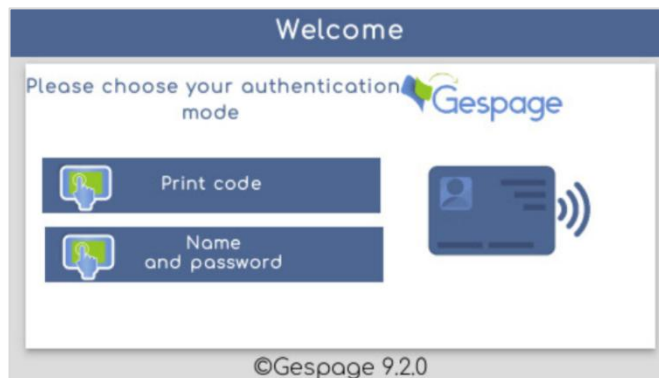 Welcome
Please choose your authentication
mode
Gespage
Print code
Name
and password
©Gespage 9.2.0